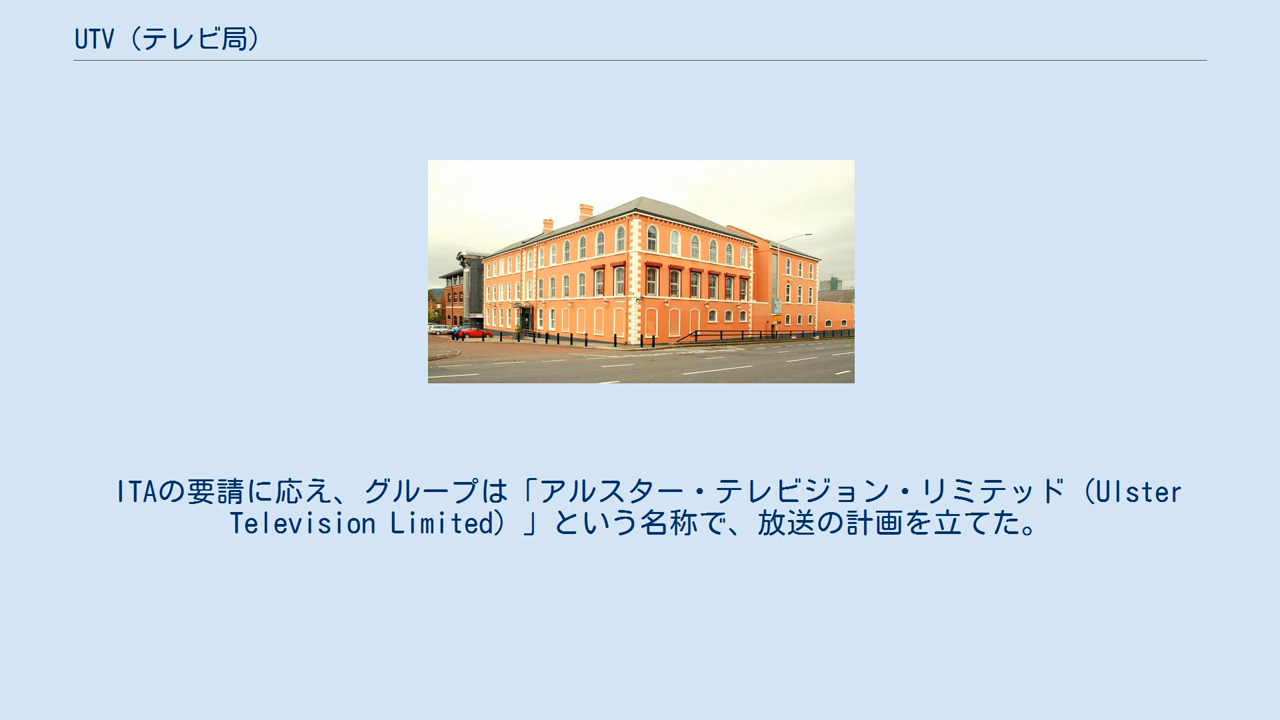 UTV（テレビ局）
ITAの要請に応え、グループは「アルスター・テレビジョン・リミテッド（Ulster
Television Limited）」という名称で、放送の計画を立てた。